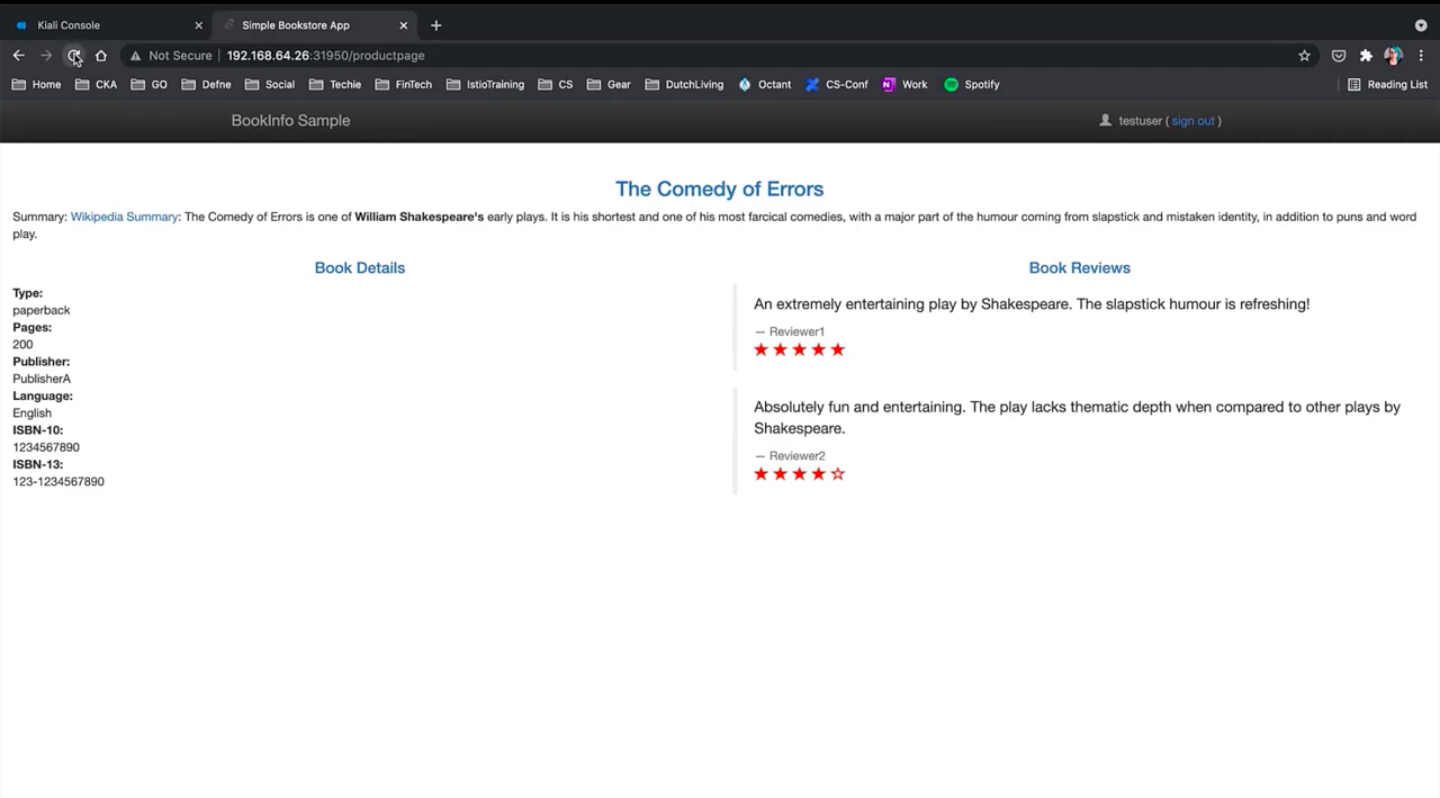 Kiali Console
Simple Bookstore App
Not Secure 192.168.64.26:31950/productpage
Home CKA GO Defne Social Techie FinTech IstioTraining CS Gear DutchLiving Octant CS-Conf Work Spotify Reading List
BookInfo Sample
testuser ( sign out )
The Comedy of Errors
Summary: Wikipedia Summary: The Comedy of Errors is one of William Shakespeare's early plays. It is his shortest and one of his most farcical comedies, with a major part of the humour coming from slapstick and mistaken identity, in addition to puns and word
play.
Book Details
Type:
paperback
Pages:
200
Publisher:
PublisherA
Language:
English
ISBN-10:
1234567890
ISBN-13:
123-1234567890
Book Reviews
An extremely entertaining play by Shakespeare. The slapstick humour is refreshing!
— Reviewer1
Absolutely fun and entertaining. The play lacks thematic depth when compared to other plays by
Shakespeare.
— Reviewer2